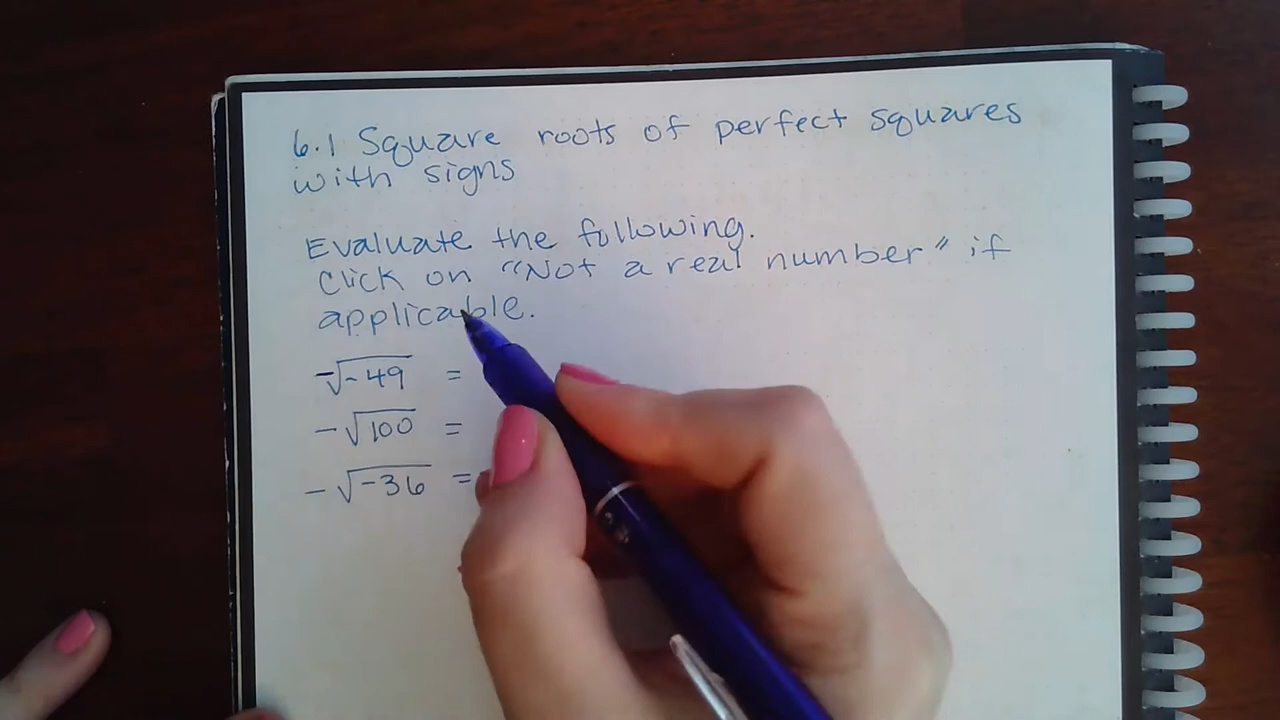 6.1 Square roots of perfect squares
with signs
Evaluate the following.
Click on "Not a real number" if
applicable.
-√-49 =
-√100 =
-√-36 =